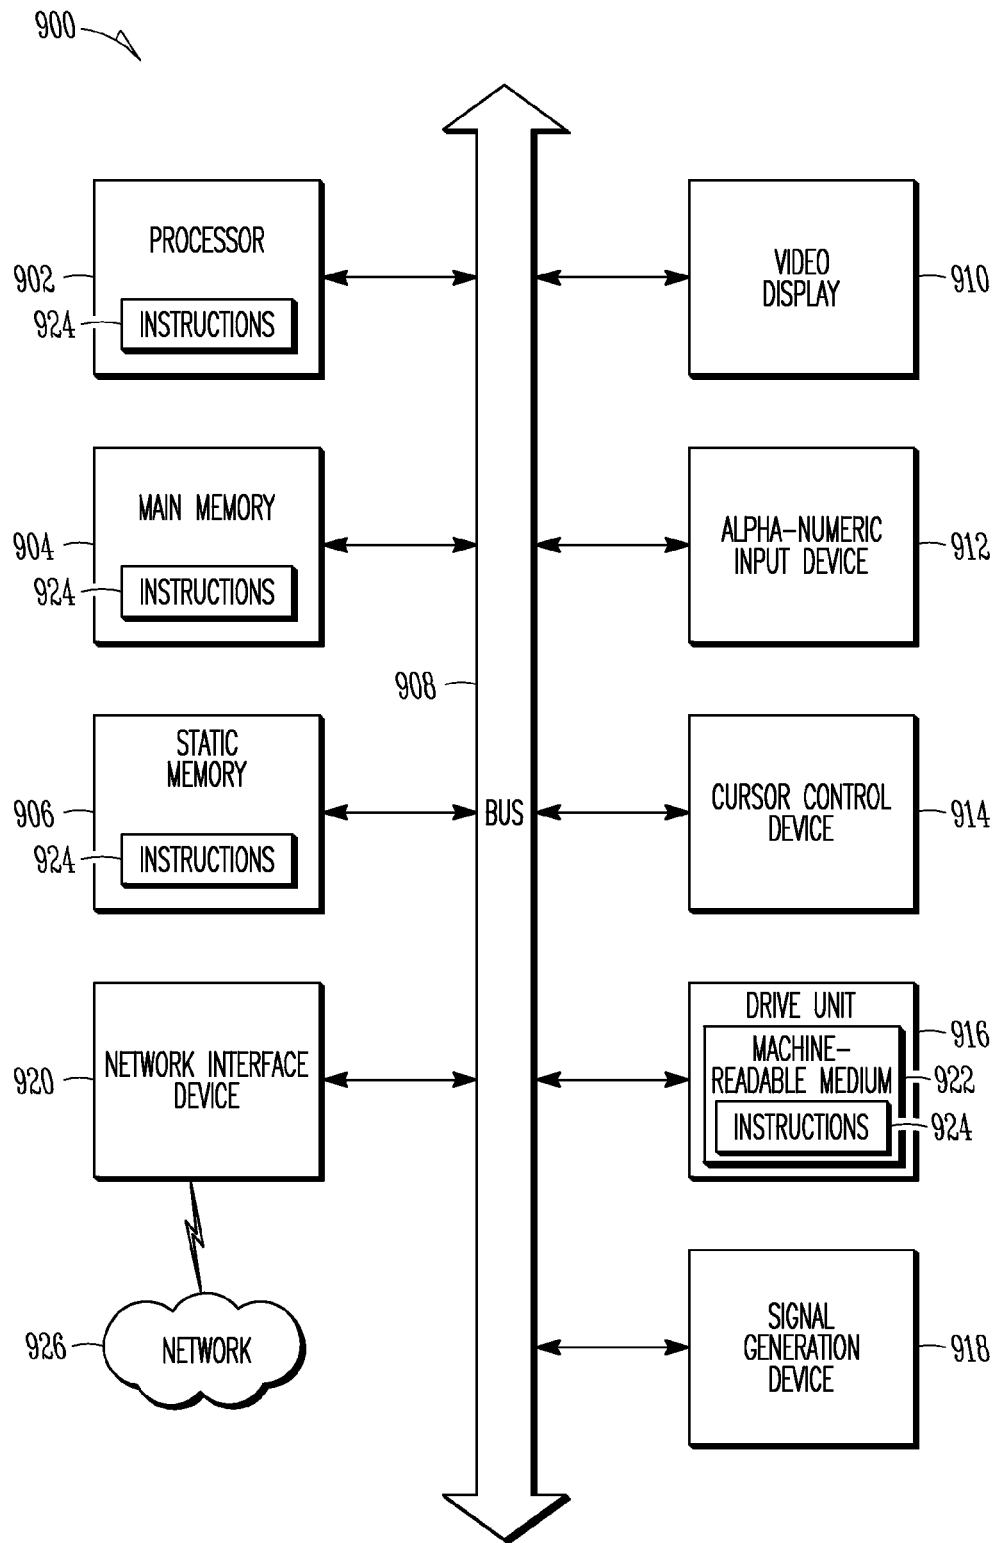 900
PROCESSOR
902
924
INSTRUCTIONS
VIDEO
DISPLAY
910
MAIN MEMORY
904
924
INSTRUCTIONS
ALPHA-NUMERIC
INPUT DEVICE
912
908
STATIC
MEMORY
906
924
INSTRUCTIONS
BUS
CURSOR CONTROL
DEVICE
914
NETWORK INTERFACE
DEVICE
920
DRIVE UNIT
916
MACHINE-
READABLE MEDIUM
922
INSTRUCTIONS
924
926
NETWORK
SIGNAL
GENERATION
DEVICE
918